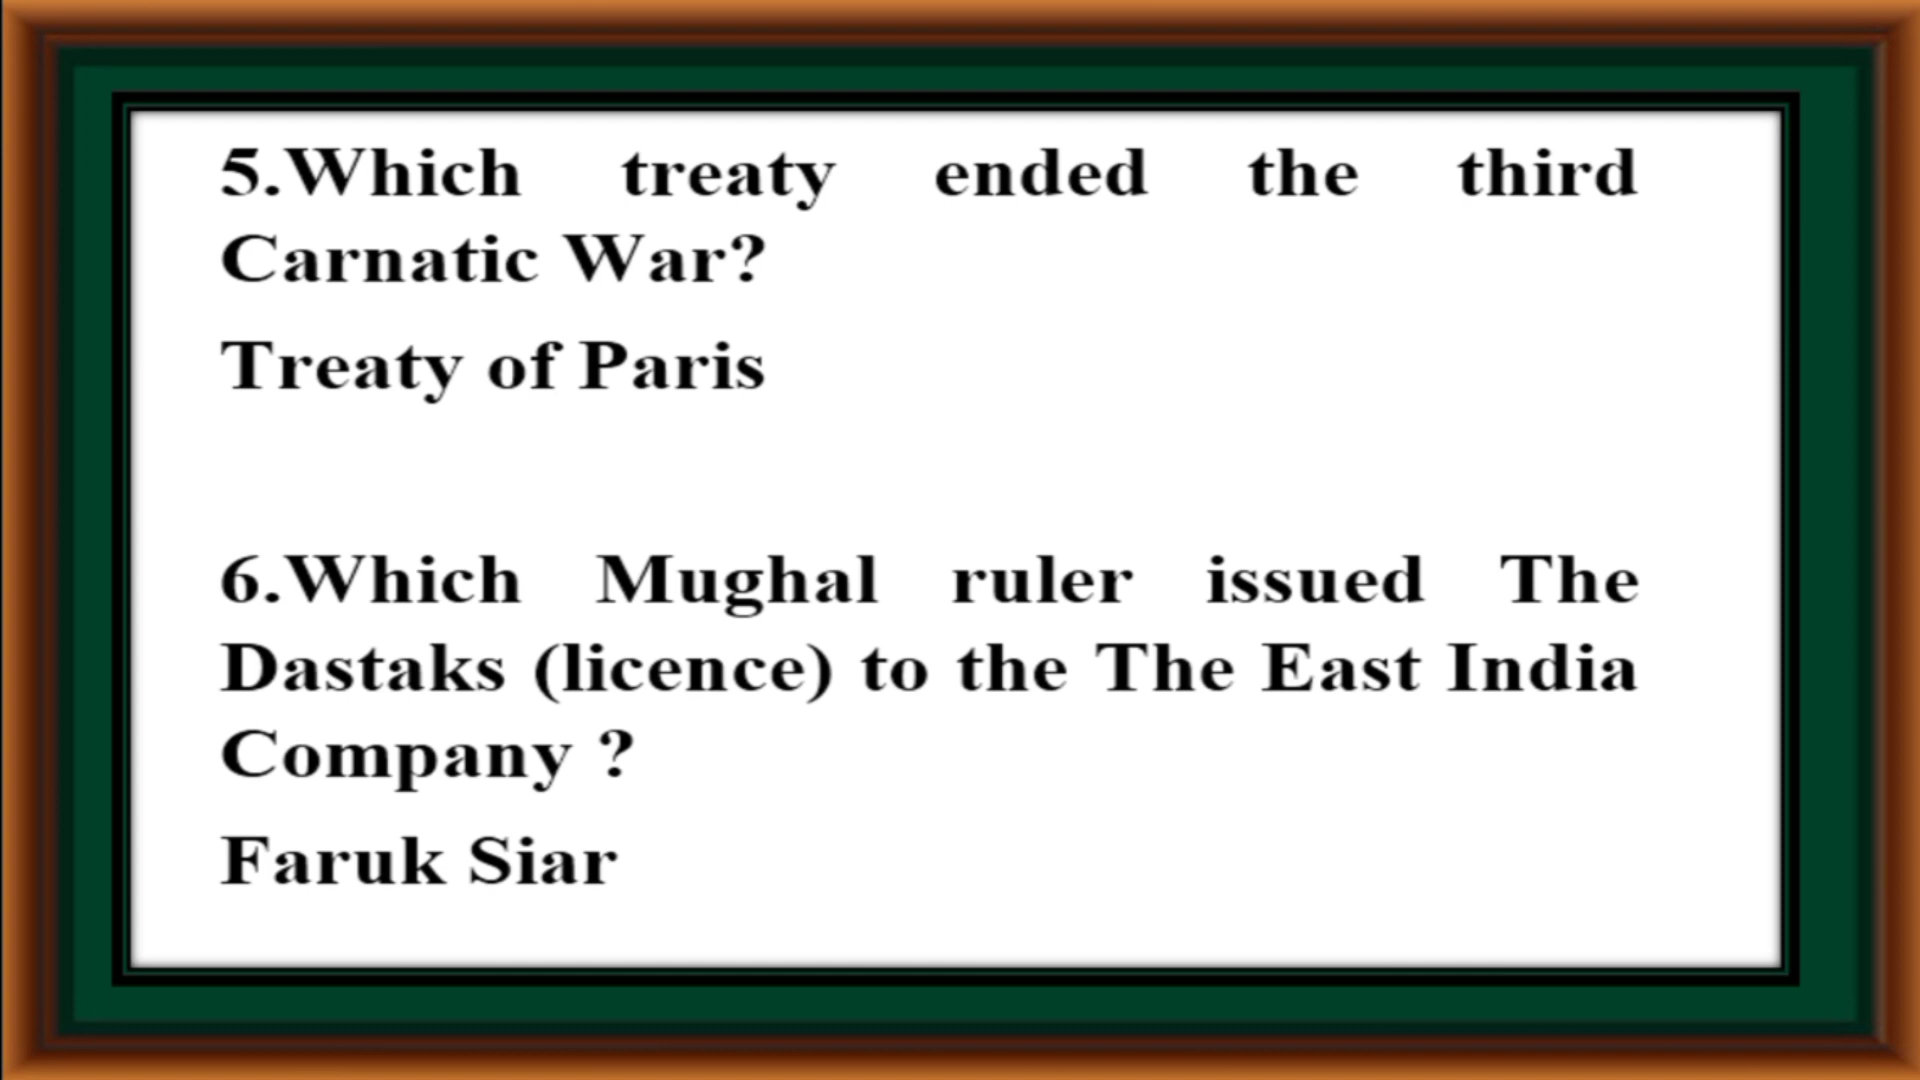 5.Which treaty ended the third
Carnatic War?
Treaty of Paris
6.Which Mughal ruler issued The
Dastaks (licence) to the The East India
Company ?
Faruk Siar